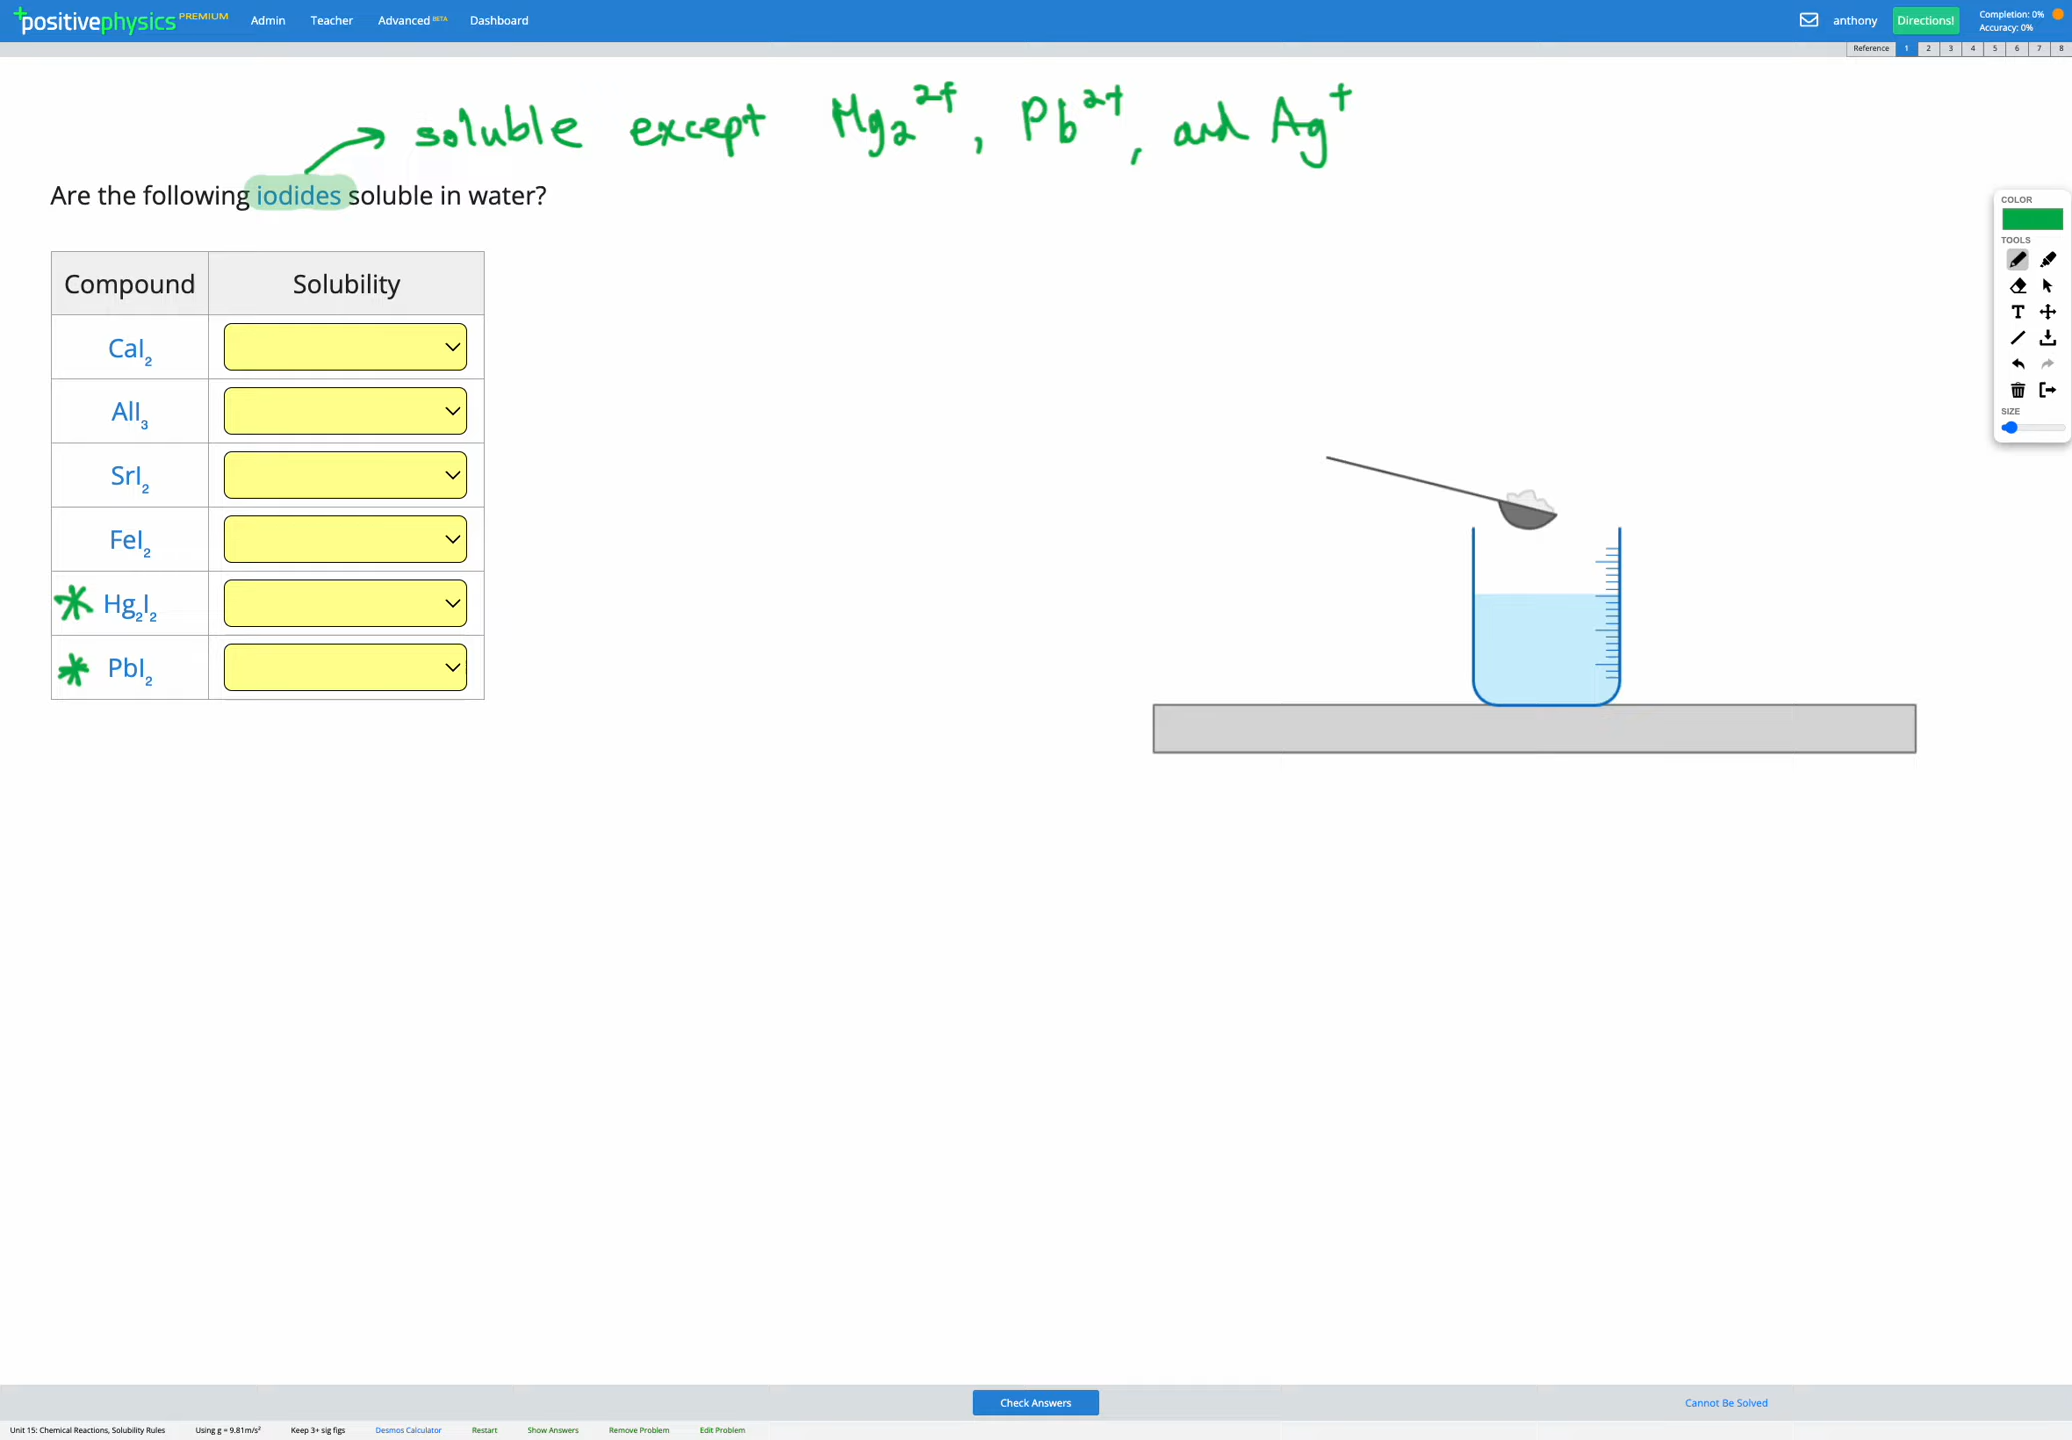 positivephysics PREMIUM Admin Teacher Advanced BETA Dashboard anthony Directions! Completion: 0%
Accuracy: 0%
Reference 1 2 3 4 5 6 7 8
soluble except Hg₂²⁺, Pb²⁺, and Ag⁺
Are the following iodides soluble in water?
Compound Solubility
CaI₂
AlI₃
SrI₂
FeI₂
* Hg₂I₂
* PbI₂
COLOR
TOOLS
T
SIZE
Check Answers Cannot Be Solved
Unit 15: Chemical Reactions, Solubility Rules Using g = 9.81m/s² Keep 3+ sig figs Desmos Calculator Restart Show Answers Remove Problem Edit Problem